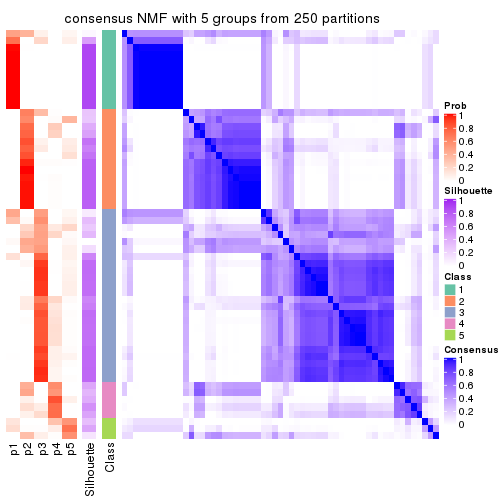 consensus NMF with 5 groups from 250 partitions
Prob
1
0.8
0.6
0.4
0.2
0
Silhouette
1
0.8
0.6
0.4
0.2
0
Class
1
2
3
4
5
Consensus
1
0.8
0.6
0.4
0.2
0
p1
p2
p3
p4
p5
Silhouette
Class